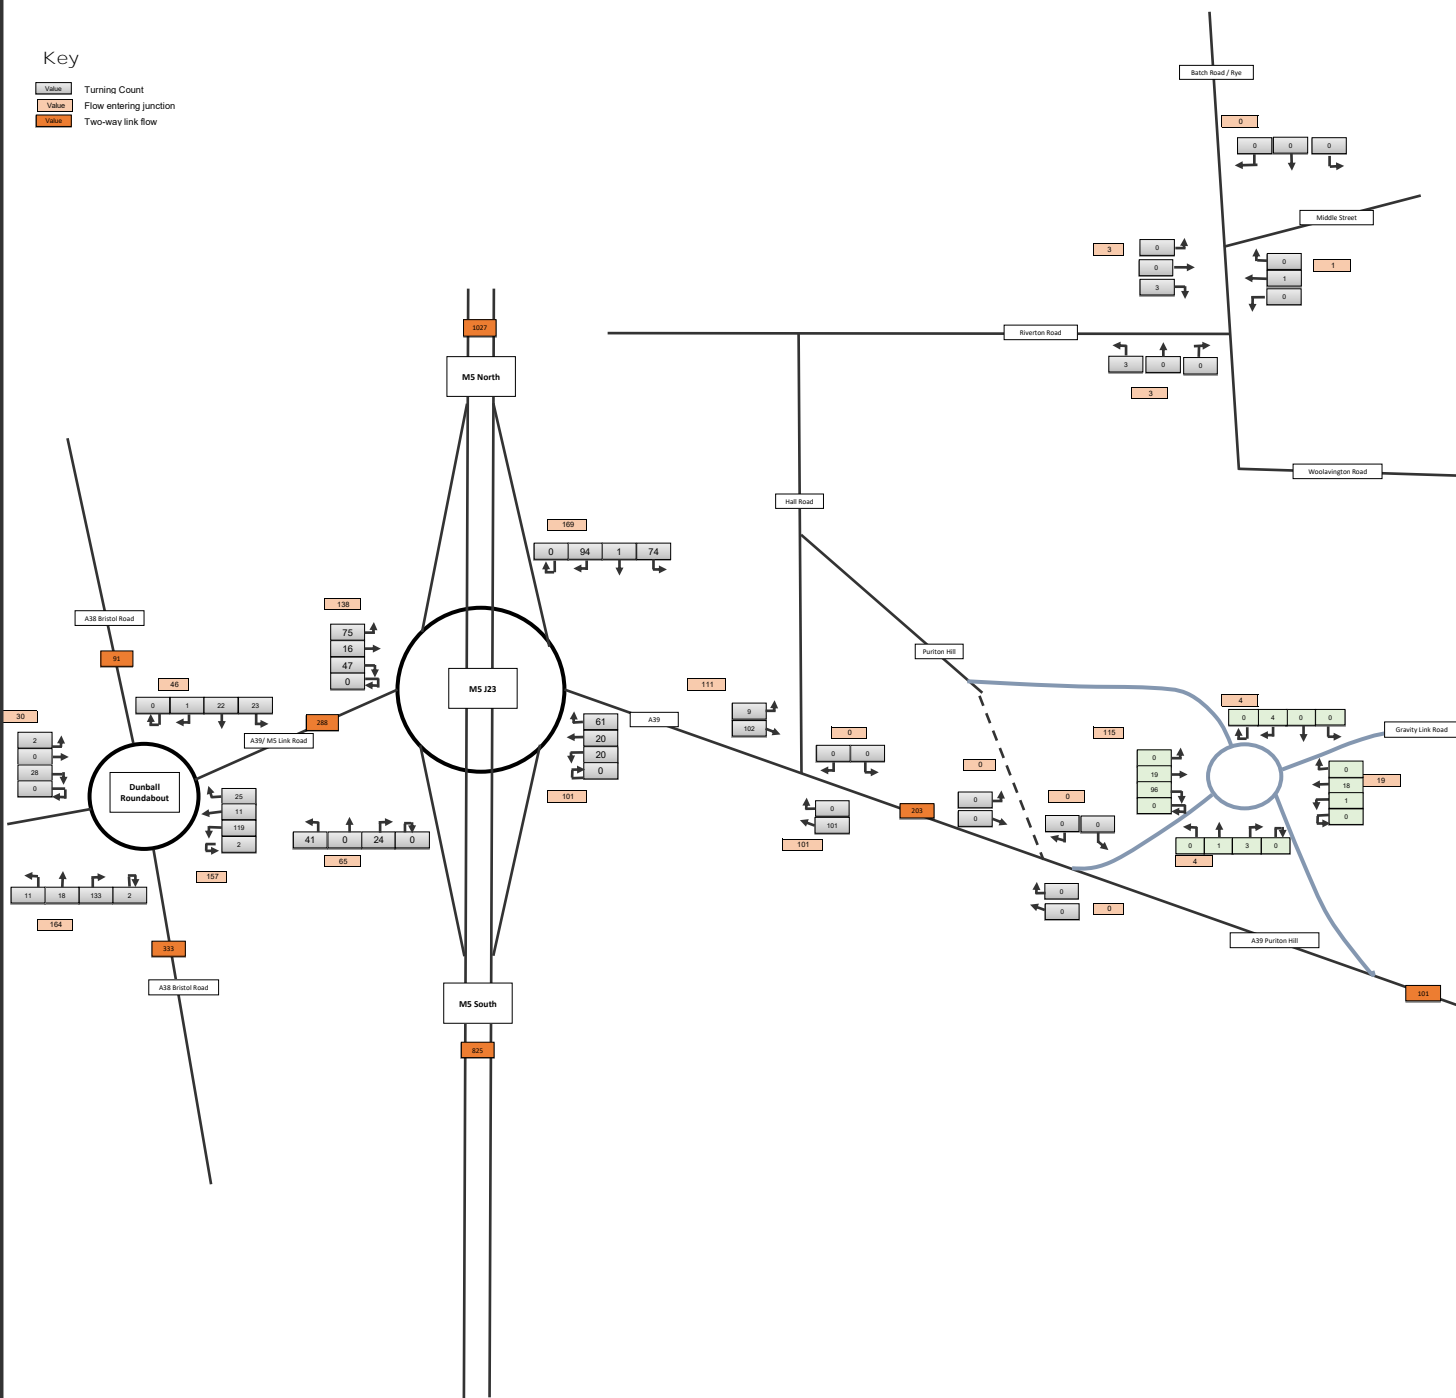 Key
Value Turning Count
Value Flow entering junction
Value Two-way link flow
Batch Road / Rye
0
0 0 0
Middle Street
3
0
0
3
0
1
0
1
1027
Riverton Road
M5 North
3 0 0
3
Woolavington Road
Hall Road
169
0 94 1 74
138
75
16
47
0
A38 Bristol Road
91
Puriton Hill
M5 J23
46
0 1 22 23
30
2
0
28
0
288
A39/ M5 Link Road
111
9
102
A39
61
20
20
0
101
0
0 0
4
0 4 0 0
Gravity Link Road
115
0
19
96
0
0
18
1
0
19
Dunball
Roundabout
25
11
119
2
157
41 0 24 0
65
0
101
101
203
0
0
0
0
0 0
0 1 3 0
4
11 18 133 2
164
0
0
0
333
A38 Bristol Road
A39 Puriton Hill
101
M5 South
825